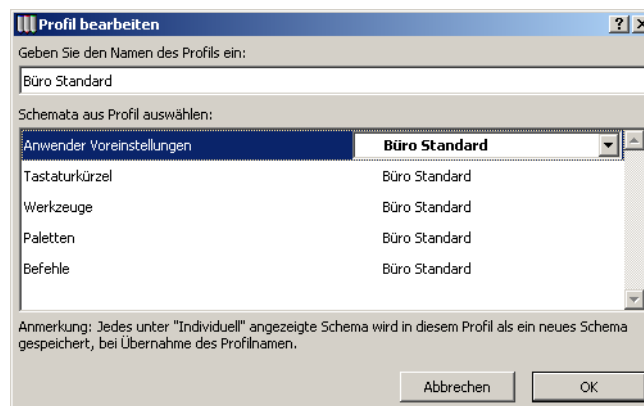 Profil bearbeiten
Geben Sie den Namen des Profils ein:
Büro Standard
Schemata aus Profil auswählen:
Anwender Voreinstellungen Büro Standard
Tastaturkürzel Büro Standard
Werkzeuge Büro Standard
Paletten Büro Standard
Befehle Büro Standard
Anmerkung: Jedes unter "Individuell" angezeigte Schema wird in diesem Profil als ein neues Schema
gespeichert, bei Übernahme des Profilnamen.
Abbrechen OK